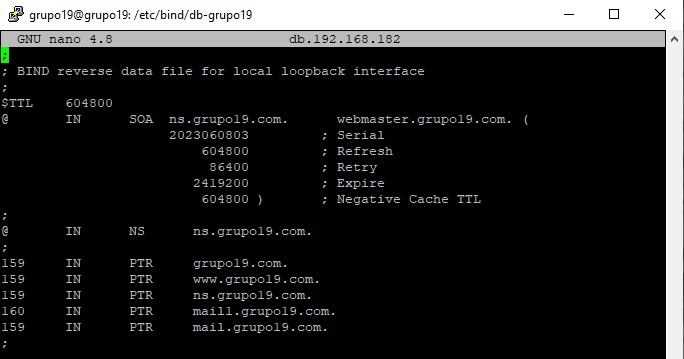 grupo19@grupo19: /etc/bind/db-grupo19
GNU nano 4.8 db.192.168.182
;
; BIND reverse data file for local loopback interface
;
$TTL 604800
@ IN SOA ns.grupo19.com. webmaster.grupo19.com. (
2023060803 ; Serial
604800 ; Refresh
86400 ; Retry
2419200 ; Expire
604800 ) ; Negative Cache TTL
;
@ IN NS ns.grupo19.com.
;
159 IN PTR grupo19.com.
159 IN PTR www.grupo19.com.
159 IN PTR ns.grupo19.com.
160 IN PTR mail1.grupo19.com.
159 IN PTR mail.grupo19.com.
;